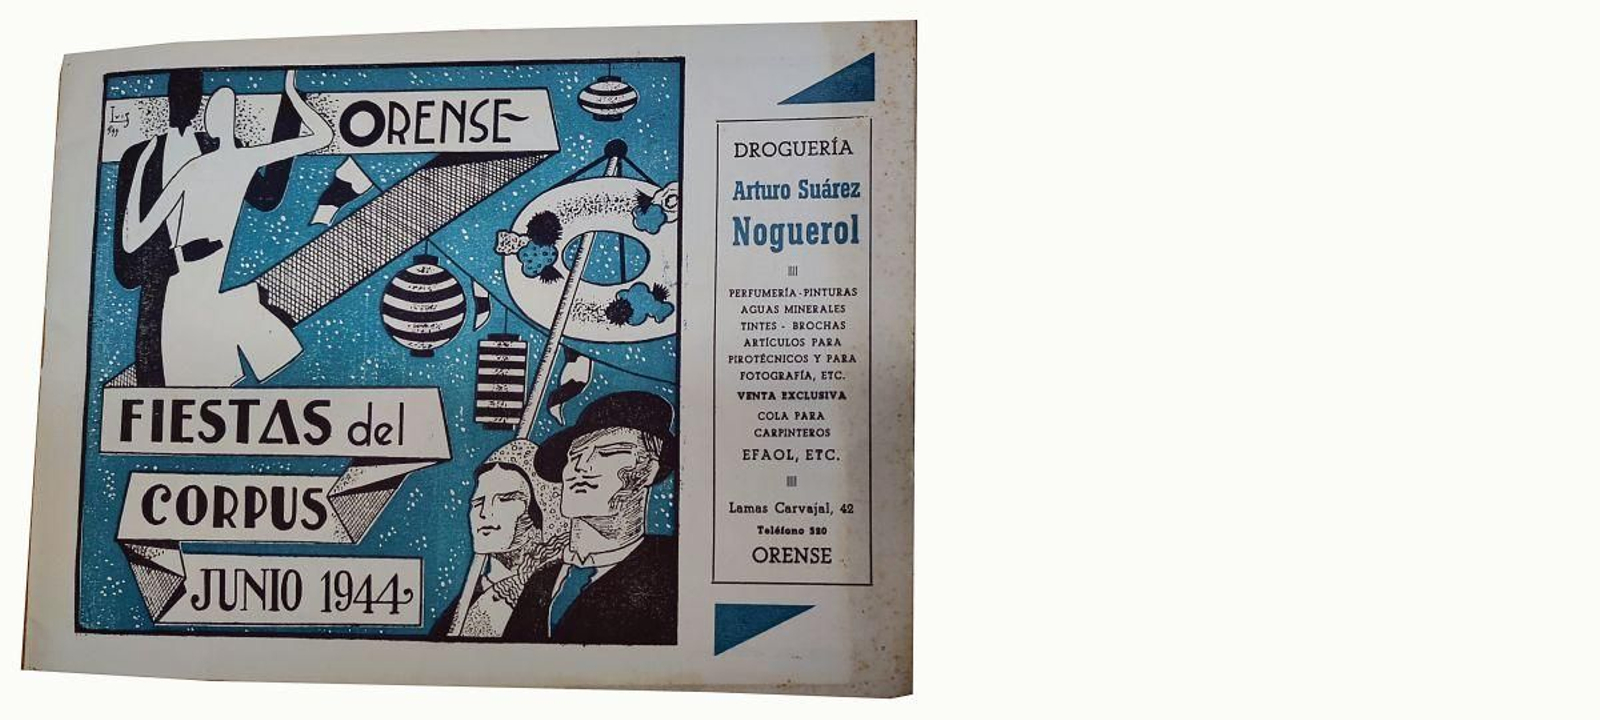 ORENSE
FIESTAS del
CORPUS
JUNIO 1944
DROGUERÍA
Arturo Suárez
Noguerol
PERFUMERÍA - PINTURAS
AGUAS MINERALES
TINTES - BROCHAS
ARTÍCULOS PARA
PIROTÉCNICOS Y PARA
FOTOGRAFÍA, ETC.
VENTA EXCLUSIVA
COLA PARA
CARPINTEROS
EFAOL, ETC.
Lamas Carvajal, 42
Teléfono 320
ORENSE